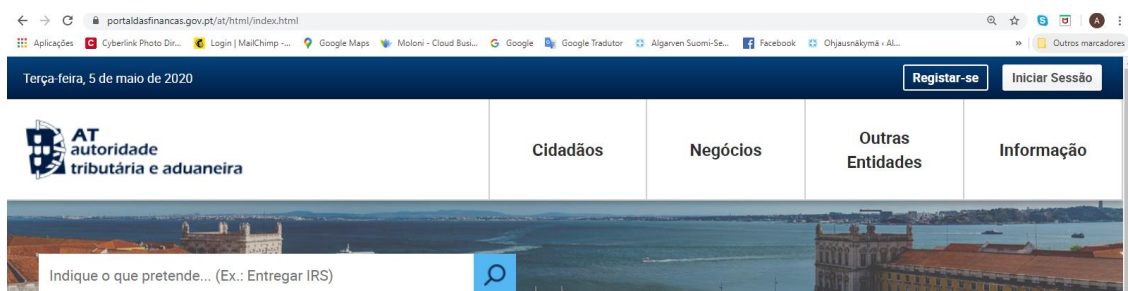 portaldasfinancas.gov.pt/at/html/index.html
Aplicações Cyberlink Photo Dir... Login | MailChimp -... Google Maps Moloni - Cloud Busi... Google Google Tradutor Algarven Suomi-Se... Facebook Ohjausnäkymä ‹ Al... » Outros marcadores
Terça-feira, 5 de maio de 2020 Registar-se Iniciar Sessão
AT
autoridade
tributária e aduaneira
Cidadãos Negócios Outras
Entidades Informação
Indique o que pretende... (Ex.: Entregar IRS)